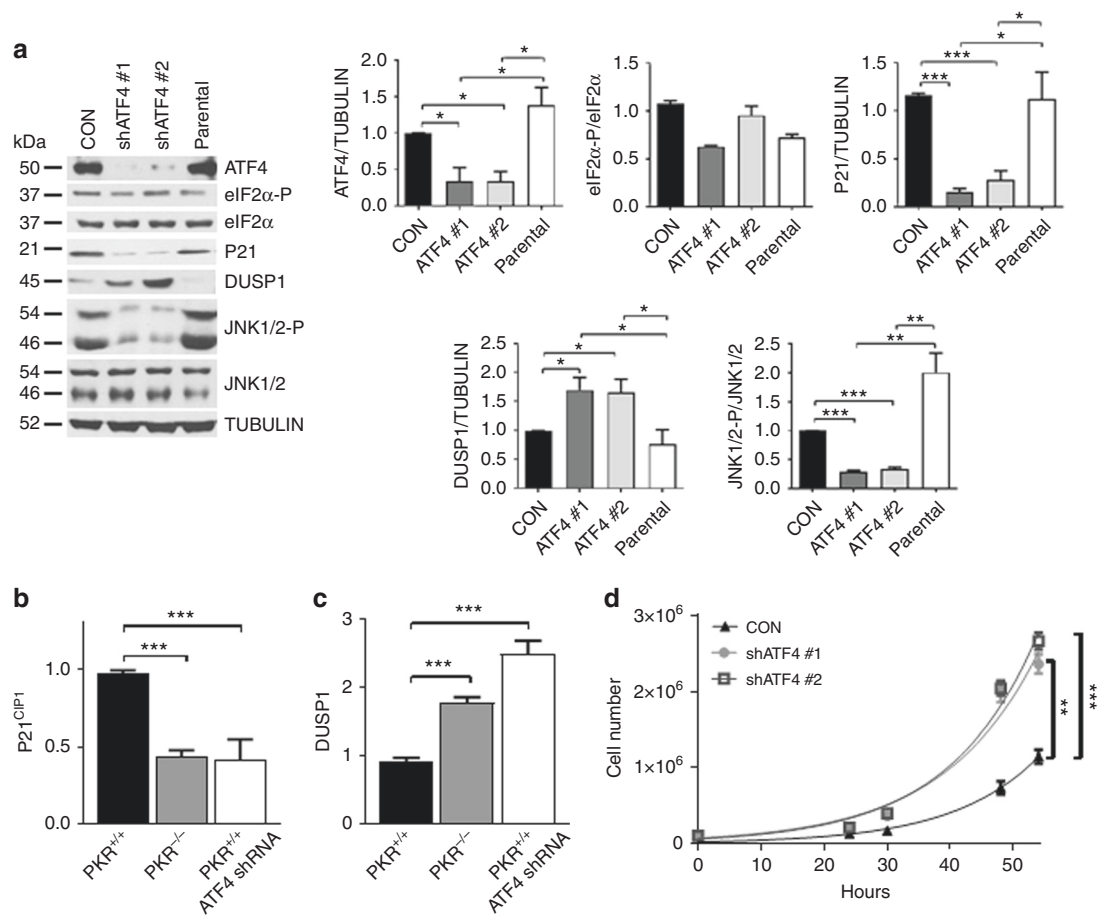 a
kDa
CON
shATF4 #1
shATF4 #2
Parental
50
ATF4
37
eIF2α-P
37
eIF2α
21
P21
45
DUSP1
54
JNK1/2-P
46
54
JNK1/2
46
52
TUBULIN
ATF4/TUBULIN
2.0
1.5
1.0
0.5
0.0
*
*
*
*
CON
ATF4 #1
ATF4 #2
Parental
eIF2α-P/eIF2α
1.5
1.0
0.5
0.0
CON
ATF4 #1
ATF4 #2
Parental
P21/TUBULIN
1.5
1.0
0.5
0.0
*
*
***
***
CON
ATF4 #1
ATF4 #2
Parental
DUSP1/TUBULIN
2.5
2.0
1.5
1.0
0.5
0.0
*
*
*
*
CON
ATF4 #1
ATF4 #2
Parental
JNK1/2-P/JNK1/2
2.5
2.0
1.5
1.0
0.5
0.0
**
**
***
***
CON
ATF4 #1
ATF4 #2
Parental
b
P21CIP1
1.0
0.5
0.0
***
***
PKR+/+
PKR−/−
PKR+/+
ATF4 shRNA
c
DUSP1
3
2
1
0
***
***
PKR+/+
PKR−/−
PKR+/+
ATF4 shRNA
d
Cell number
3×10⁶
2×10⁶
1×10⁶
0
CON
shATF4 #1
shATF4 #2
**
***
0 10 20 30 40 50
Hours